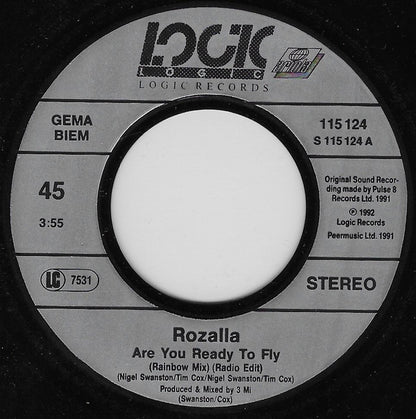 LOGIC
LOGIC
LOGIC RECORDS
GEMA
BIEM
115 124
S 115 124 A
45
3:55
Original Sound Recor-
ding made by Pulse 8
Records Ltd. 1991
℗ 1992
Logic Records
Peermusic Ltd. 1991
LC 7531
STEREO
Rozalla
Are You Ready To Fly
(Rainbow Mix) (Radio Edit)
(Nigel Swanston/Tim Cox/Nigel Swanston/Tim Cox)
Produced & Mixed by 3 Mi
(Swanston/Cox)